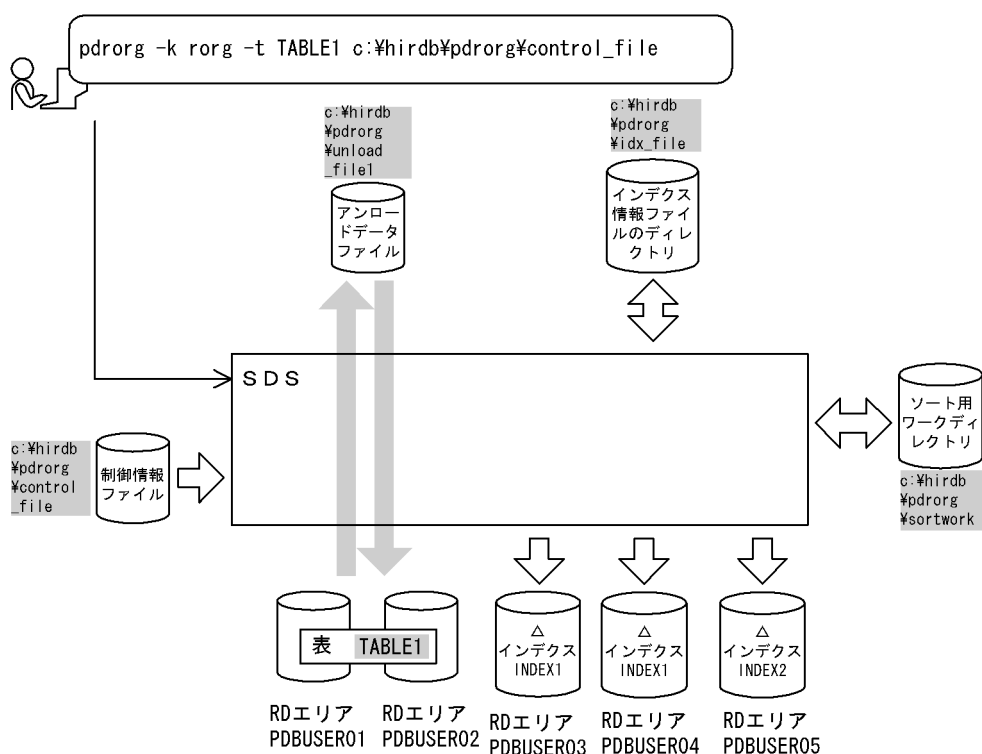 pdrorg -k rorg -t TABLE1 c:¥hirdb¥pdrorg¥control_file
c:¥hirdb
¥pdrorg
¥unload
_file1
アンロー
ドデータ
ファイル
c:¥hirdb
¥pdrorg
¥idx_file
インデクス
情報ファイ
ルのディレ
クトリ
SDS
ソート用
ワークディ
レクトリ
c:¥hirdb
¥pdrorg
¥sortwork
c:¥hirdb
¥pdrorg
¥control
_file
制御情報
ファイル
表 TABLE1
RDエリア
PDBUSER01
RDエリア
PDBUSER02
△
インデクス
INDEX1
RDエリア
PDBUSER03
△
インデクス
INDEX1
RDエリア
PDBUSER04
△
インデクス
INDEX2
RDエリア
PDBUSER05